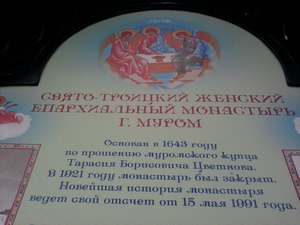 СВЯТО-ТРОИЦКИЙ ЖЕНСКИЙ
ЕПАРХИАЛЬНЫЙ МОНАСТЫРЬ
Г. МУРОМ
Основан в 1643 году
по прошению муромского купца
Тарасия Борисовича Цветнова.
В 1921 году монастырь был закрыт.
Новейшая история монастыря
ведет свой отсчет от 15 мая 1991 года.